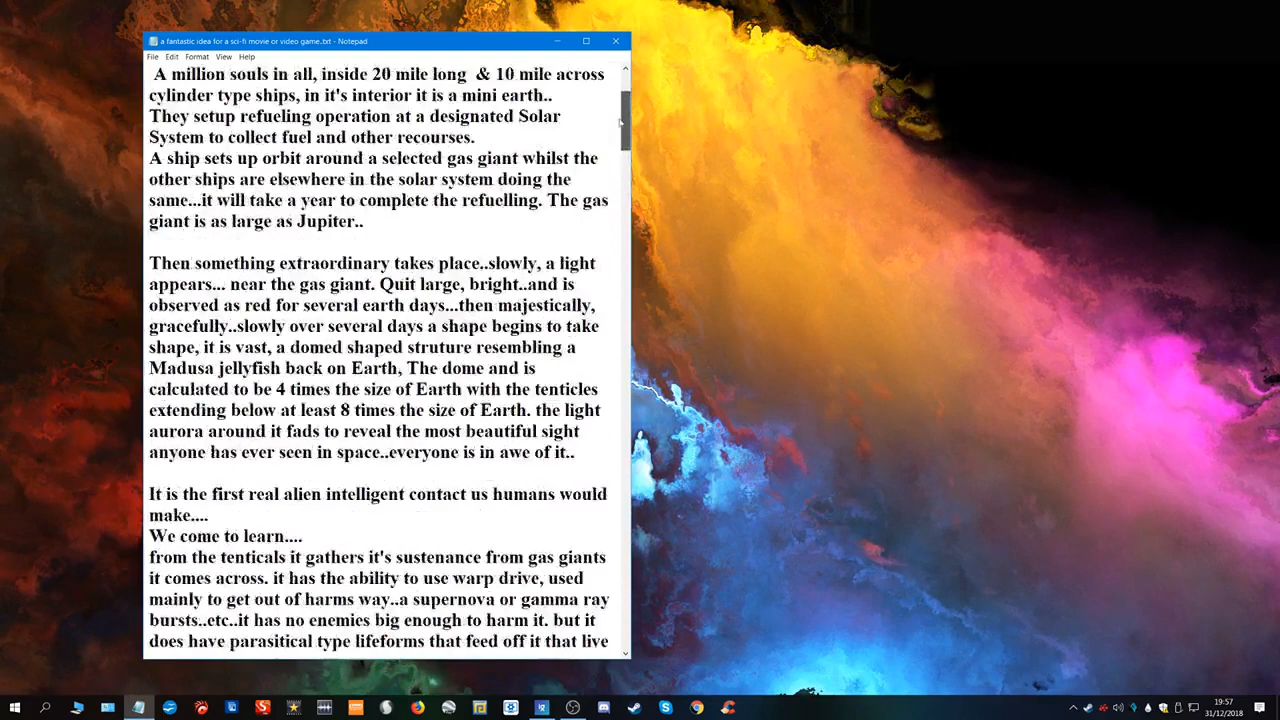 a fantastic idea for a sci-fi movie or video game..txt - Notepad
File Edit Format View Help
A million souls in all, inside 20 mile long & 10 mile across
cylinder type ships, in it's interior it is a mini earth..
They setup refueling operation at a designated Solar
System to collect fuel and other recourses.
A ship sets up orbit around a selected gas giant whilst the
other ships are elsewhere in the solar system doing the
same...it will take a year to complete the refuelling. The gas
giant is as large as Jupiter..
Then something extraordinary takes place..slowly, a light
appears... near the gas giant. Quit large, bright..and is
observed as red for several earth days...then majestically,
gracefully..slowly over several days a shape begins to take
shape, it is vast, a domed shaped struture resembling a
Madusa jellyfish back on Earth, The dome and is
calculated to be 4 times the size of Earth with the tenticles
extending below at least 8 times the size of Earth. the light
aurora around it fads to reveal the most beautiful sight
anyone has ever seen in space..everyone is in awe of it..
It is the first real alien intelligent contact us humans would
make....
We come to learn....
from the tenticals it gathers it's sustenance from gas giants
it comes across. it has the ability to use warp drive, used
mainly to get out of harms way..a supernova or gamma ray
bursts..etc..it has no enemies big enough to harm it. but it
does have parasitical type lifeforms that feed off it that live
19:57
31/12/2018